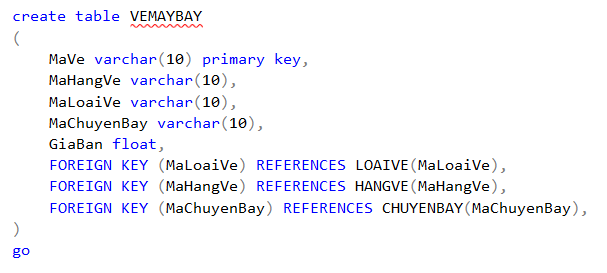 create table VEMAYBAY
(
    MaVe varchar(10) primary key,
    MaHangVe varchar(10),
    MaLoaiVe varchar(10),
    MaChuyenBay varchar(10),
    GiaBan float,
    FOREIGN KEY (MaLoaiVe) REFERENCES LOAIVE(MaLoaiVe),
    FOREIGN KEY (MaHangVe) REFERENCES HANGVE(MaHangVe),
    FOREIGN KEY (MaChuyenBay) REFERENCES CHUYENBAY(MaChuyenBay),
)
go